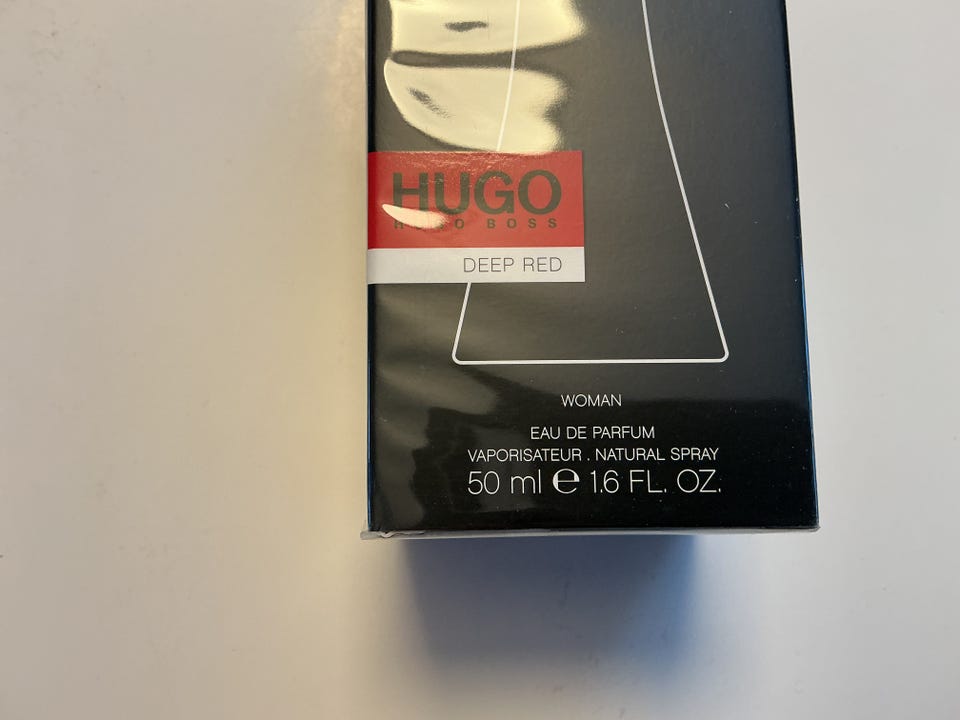 HUGO
HUGO BOSS
DEEP RED
WOMAN
EAU DE PARFUM
VAPORISATEUR . NATURAL SPRAY
50 ml ℮ 1.6 FL. OZ.